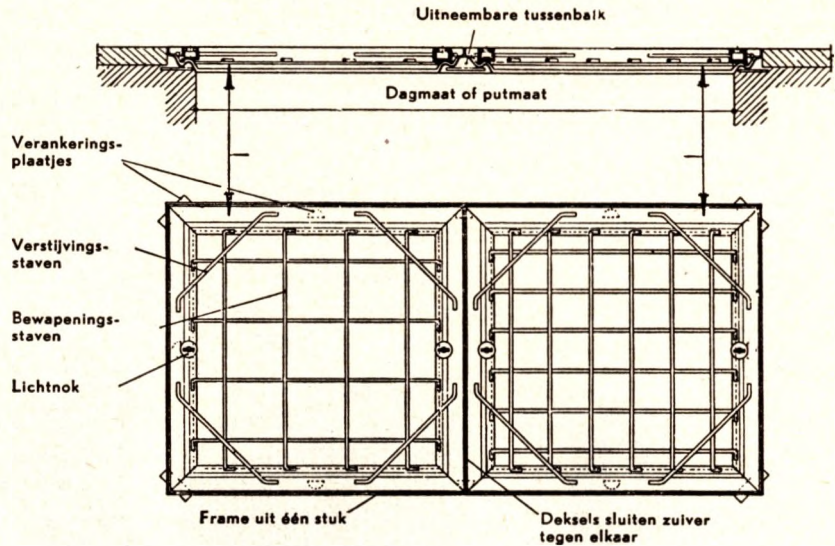 Uitneembare tussenbalk
Dagmaat of putmaat
Verankerings-
plaatjes
Verstijvings-
staven
Bewapenings-
staven
Lichtnok
Frame uit één stuk
Deksels sluiten zuiver
tegen elkaar